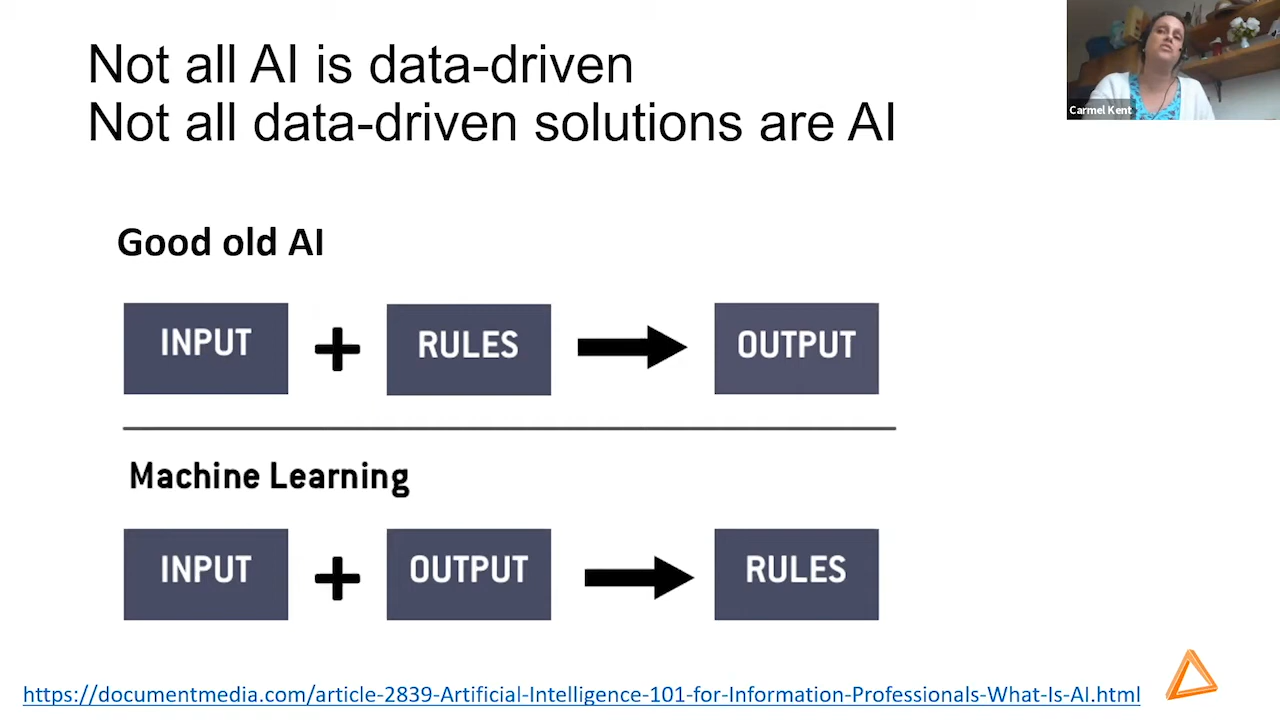 Not all AI is data-driven
Not all data-driven solutions are AI
Carmel Kent
Good old AI
INPUT + RULES OUTPUT
Machine Learning
INPUT + OUTPUT RULES
https://documentmedia.com/article-2839-Artificial-Intelligence-101-for-Information-Professionals-What-Is-AI.html